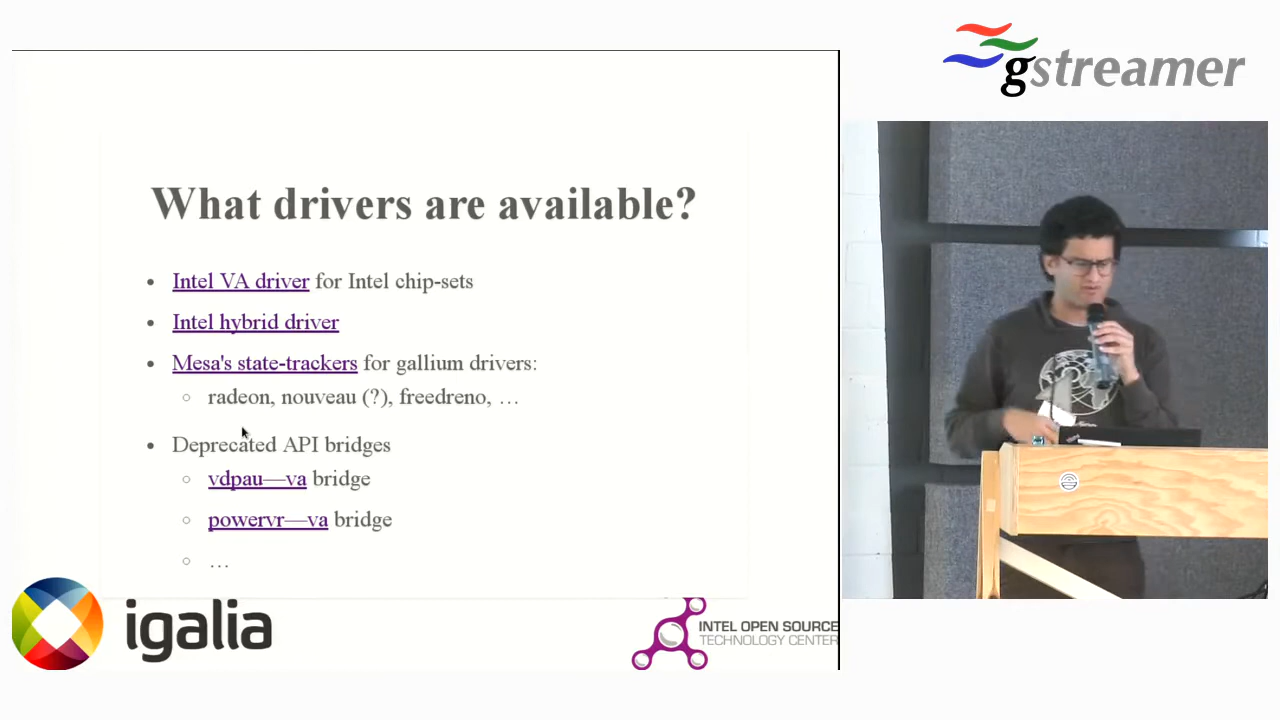 gstreamer
What drivers are available?
Intel VA driver for Intel chip-sets
Intel hybrid driver
Mesa's state-trackers for gallium drivers:
radeon, nouveau (?), freedreno, …
Deprecated API bridges
vdpau—va bridge
powervr—va bridge
…
igalia
INTEL OPEN SOURCE
TECHNOLOGY CENTER